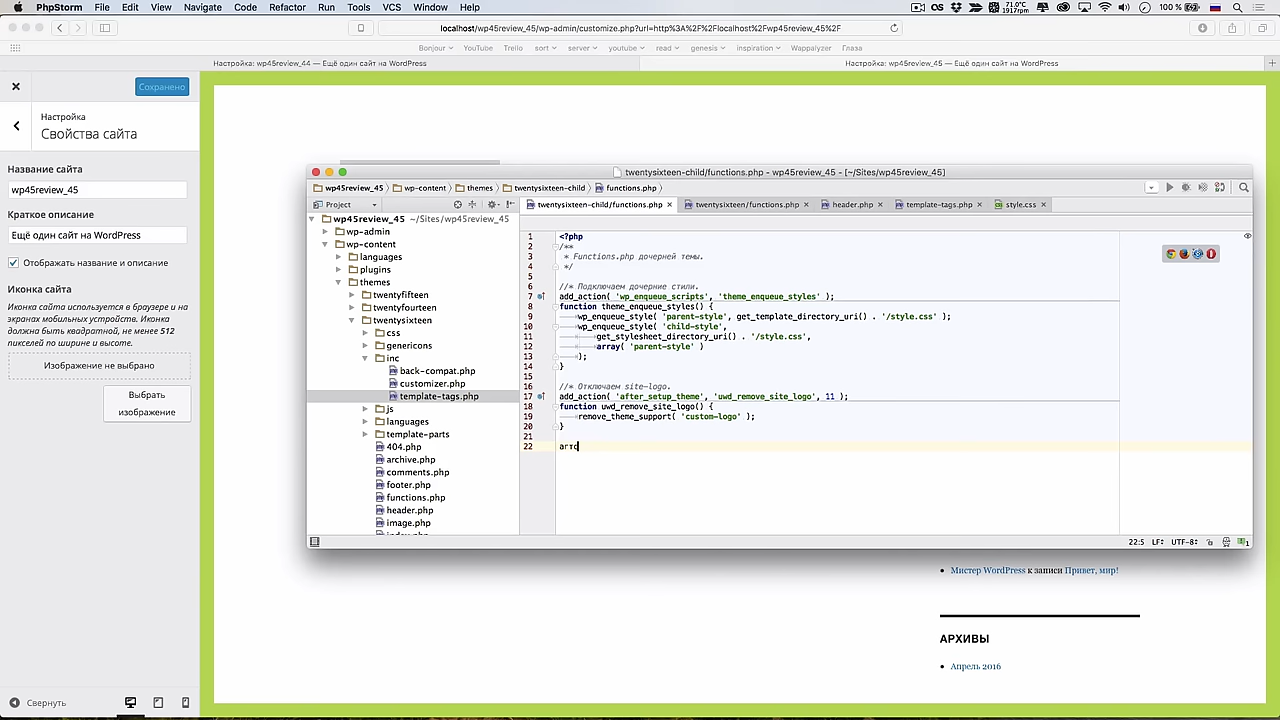 PhpStorm File Edit View Navigate Code Refactor Run Tools VCS Window Help
71.0°C 1917rpm 100 %
localhost/wp45review_45/wp-admin/customize.php?url=http%3A%2F%2Flocalhost%2Fwp45review_45%2F
Bonjour YouTube Trello sort server youtube read genesis inspiration Wappalyzer Глаза
Настройка: wp45review_44 — Ещё один сайт на WordPress
Настройка: wp45review_45 — Ещё один сайт на WordPress
Сохранено
Настройка
Свойства сайта
Название сайта
wp45review_45
Краткое описание
Ещё один сайт на WordPress
Отображать название и описание
Иконка сайта
Иконка сайта используется в браузере и на
экранах мобильных устройств. Иконка
должна быть квадратной, не менее 512
пикселей по ширине и высоте.
Изображение не выбрано
Выбрать
изображение
Свернуть
twentysixteen-child/functions.php - wp45review_45 - [~/Sites/wp45review_45]
wp45review_45 wp-content themes twentysixteen-child functions.php
Project
twentysixteen-child/functions.php twentysixteen/functions.php header.php template-tags.php style.css
wp45review_45 ~/Sites/wp45review_45
wp-admin
wp-content
languages
plugins
themes
twentyfifteen
twentyfourteen
twentysixteen
css
genericons
inc
back-compat.php
customizer.php
template-tags.php
js
languages
template-parts
404.php
archive.php
comments.php
footer.php
functions.php
header.php
image.php
1 <?php
2 /**
3 * Functions.php дочерней темы.
4 */
5
6 //* Подключаем дочерние стили.
7 add_action( 'wp_enqueue_scripts', 'theme_enqueue_styles' );
8 function theme_enqueue_styles() {
9 wp_enqueue_style( 'parent-style', get_template_directory_uri() . '/style.css' );
10 wp_enqueue_style( 'child-style',
11 get_stylesheet_directory_uri() . '/style.css',
12 array( 'parent-style' )
13 );
14 }
15
16 //* Отключаем site-logo.
17 add_action( 'after_setup_theme', 'uwd_remove_site_logo', 11 );
18 function uwd_remove_site_logo() {
19 remove_theme_support( 'custom-logo' );
20 }
21
22 агтс
22:5 LF UTF-8
Мистер WordPress к записи Привет, мир!
АРХИВЫ
Апрель 2016